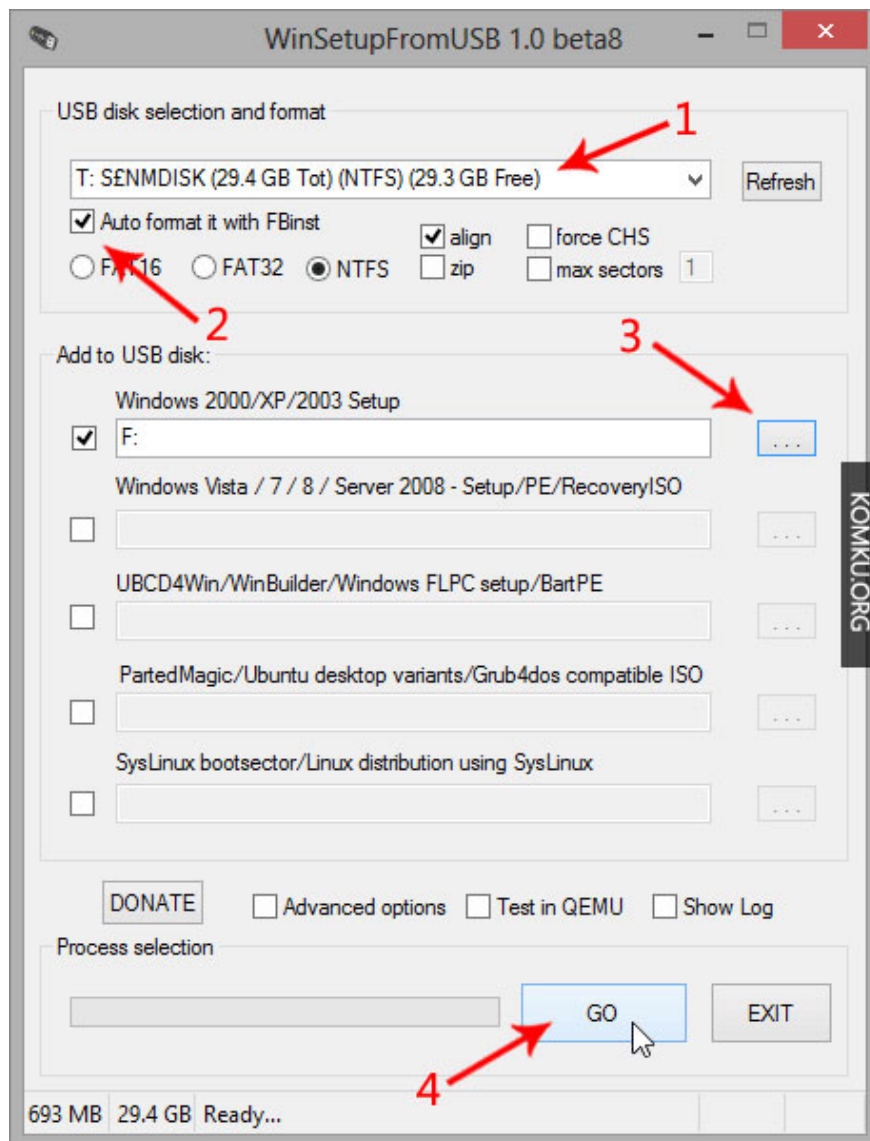 WinSetupFromUSB 1.0 beta8
USB disk selection and format
1
T: S£NMDISK (29.4 GB Tot) (NTFS) (29.3 GB Free)
Refresh
Auto format it with FBinst
align
force CHS
FAT16
FAT32
NTFS
zip
max sectors
1
2
3
Add to USB disk:
Windows 2000/XP/2003 Setup
F:
...
Windows Vista / 7 / 8 / Server 2008 - Setup/PE/RecoveryISO
...
UBCD4Win/WinBuilder/Windows FLPC setup/BartPE
...
PartedMagic/Ubuntu desktop variants/Grub4dos compatible ISO
...
SysLinux bootsector/Linux distribution using SysLinux
...
KOMKU.ORG
DONATE
Advanced options
Test in QEMU
Show Log
Process selection
GO
EXIT
4
693 MB
29.4 GB
Ready...